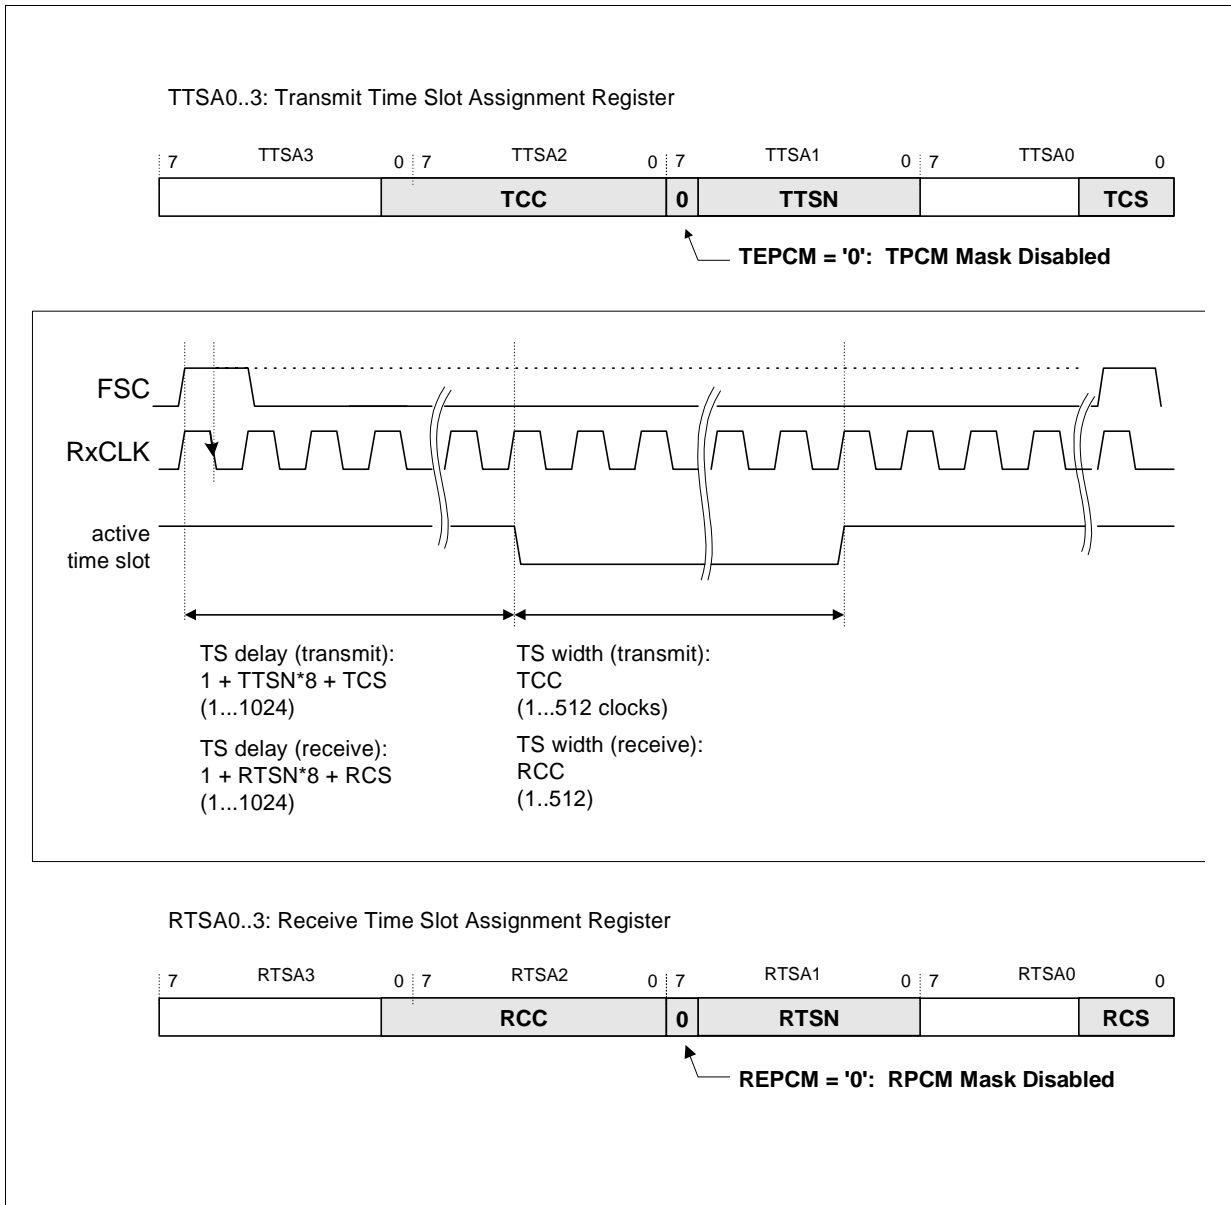 TTSA0..3: Transmit Time Slot Assignment Register
7 TTSA3 0 7 TTSA2 0 7 TTSA1 0 7 TTSA0 0
TCC 0 TTSN TCS
TEPCM = '0': TPCM Mask Disabled
FSC
RxCLK
active
time slot
TS delay (transmit):
1 + TTSN*8 + TCS
(1...1024)
TS width (transmit):
TCC
(1...512 clocks)
TS delay (receive):
1 + RTSN*8 + RCS
(1...1024)
TS width (receive):
RCC
(1..512)
RTSA0..3: Receive Time Slot Assignment Register
7 RTSA3 0 7 RTSA2 0 7 RTSA1 0 7 RTSA0 0
RCC 0 RTSN RCS
REPCM = '0': RPCM Mask Disabled